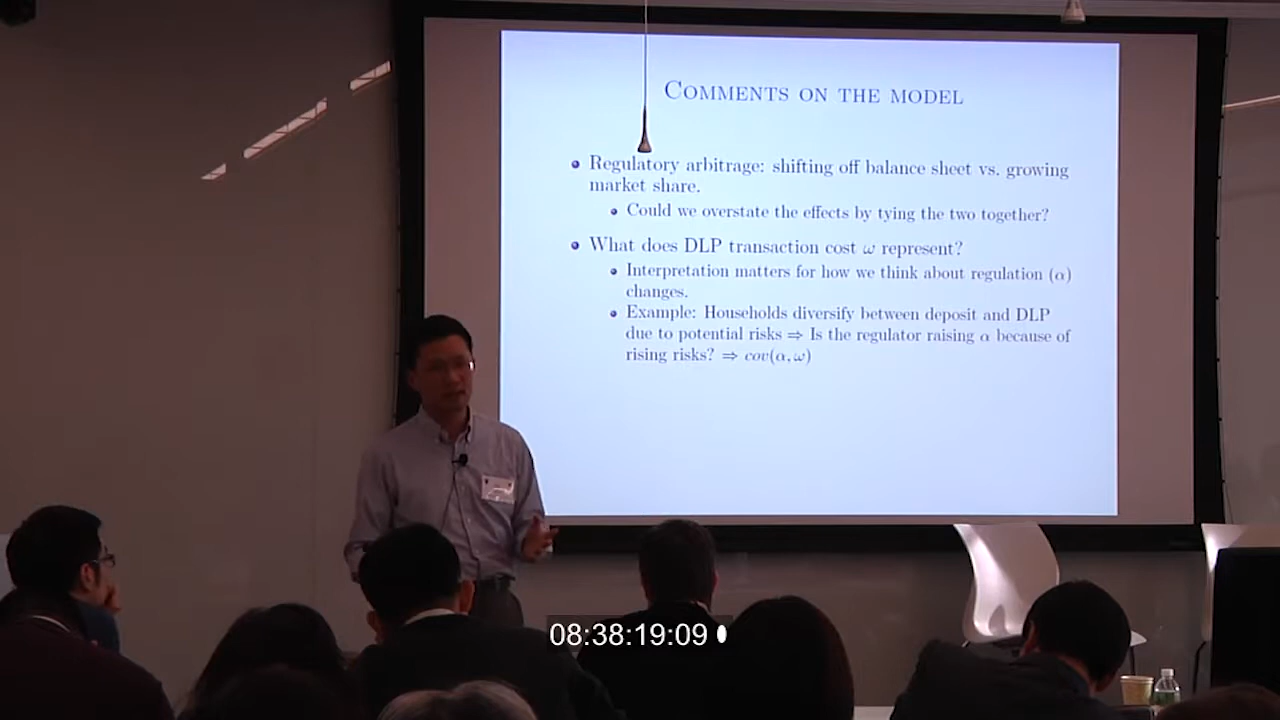 COMMENTS ON THE MODEL
Regulatory arbitrage: shifting off balance sheet vs. growing
market share.
Could we overstate the effects by tying the two together?
What does DLP transaction cost ω represent?
Interpretation matters for how we think about regulation (α)
changes.
Example: Households diversify between deposit and DLP
due to potential risks ⇒ Is the regulator raising α because of
rising risks? ⇒ cov(α, ω)
08:38:19:09